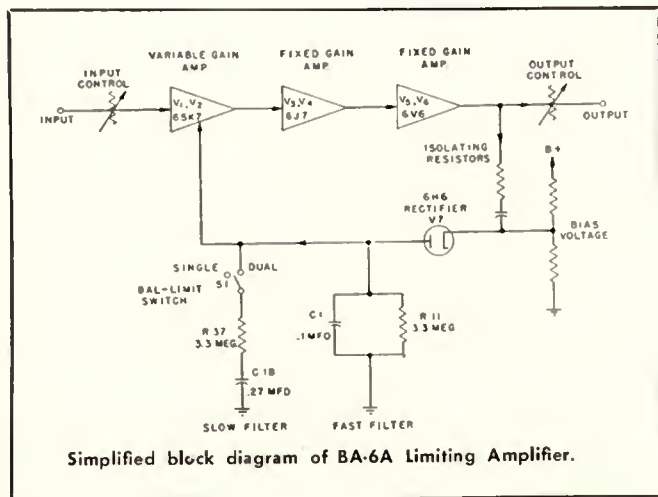 VARIABLE GAIN
AMP.
FIXED GAIN
AMP.
FIXED GAIN
AMP.
INPUT
CONTROL
OUTPUT
CONTROL
V1, V2
6SK7
V3, V4
6J7
V5, V6
6V6
INPUT
OUTPUT
ISOLATING
RESISTORS
B+
6H6
RECTIFIER
V7
BIAS
VOLTAGE
SINGLE
DUAL
S1
BAL-LIMIT
SWITCH
R 37
3.3 MEG
C 1
.1MFD
R 11
3.3 MEG
C 18
.27 MFD
SLOW FILTER
FAST FILTER
Simplified block diagram of BA-6A Limiting Amplifier.